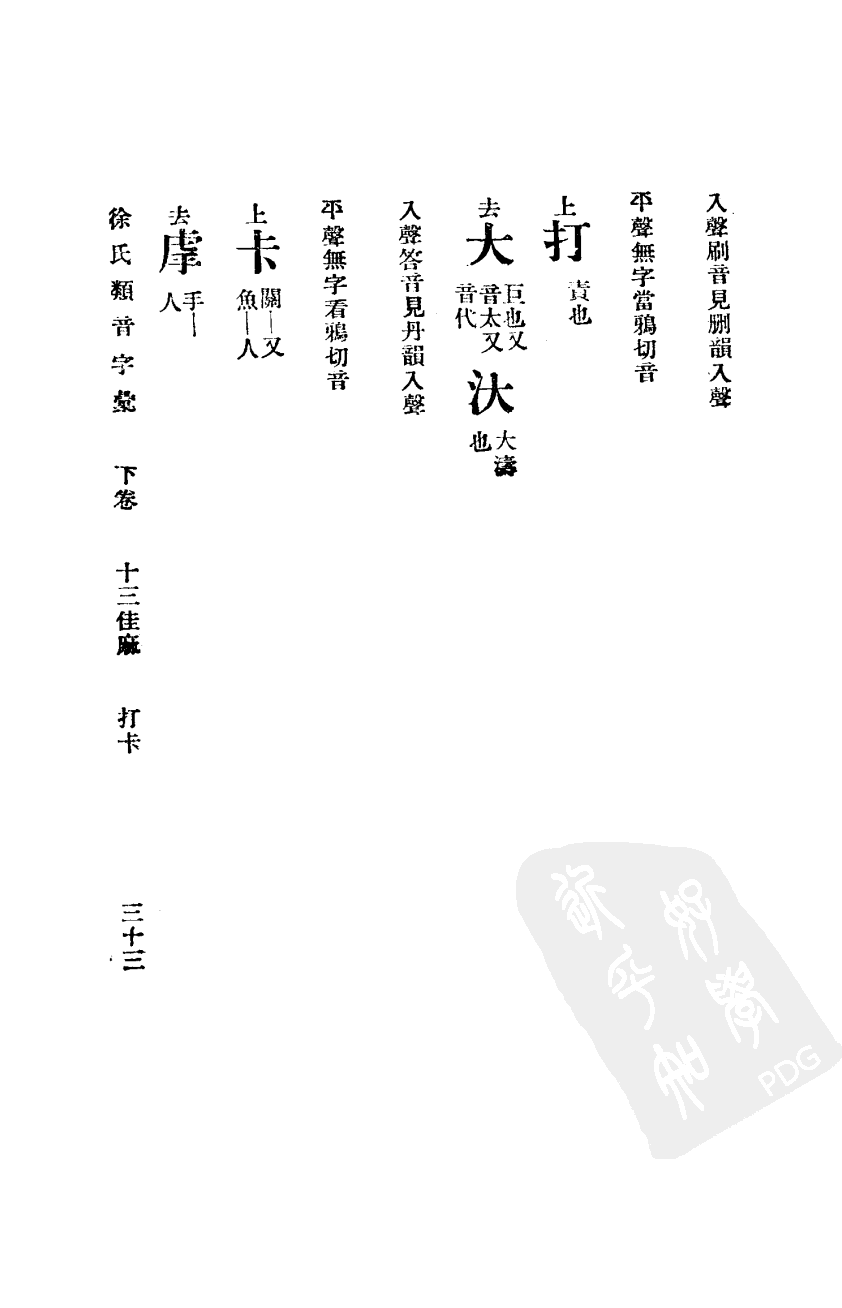 入聲刷音見删韻入聲
平聲無字當鴉切音
上打 責也
去大 巨也又音太又音代 汏 大濤也
入聲答音見丹韻入聲
平聲無字看鴉切音
上卡 關—又魚—人
去 手—人
徐氏類音字彙 下卷 十三佳麻 打卡 三十三
PDG